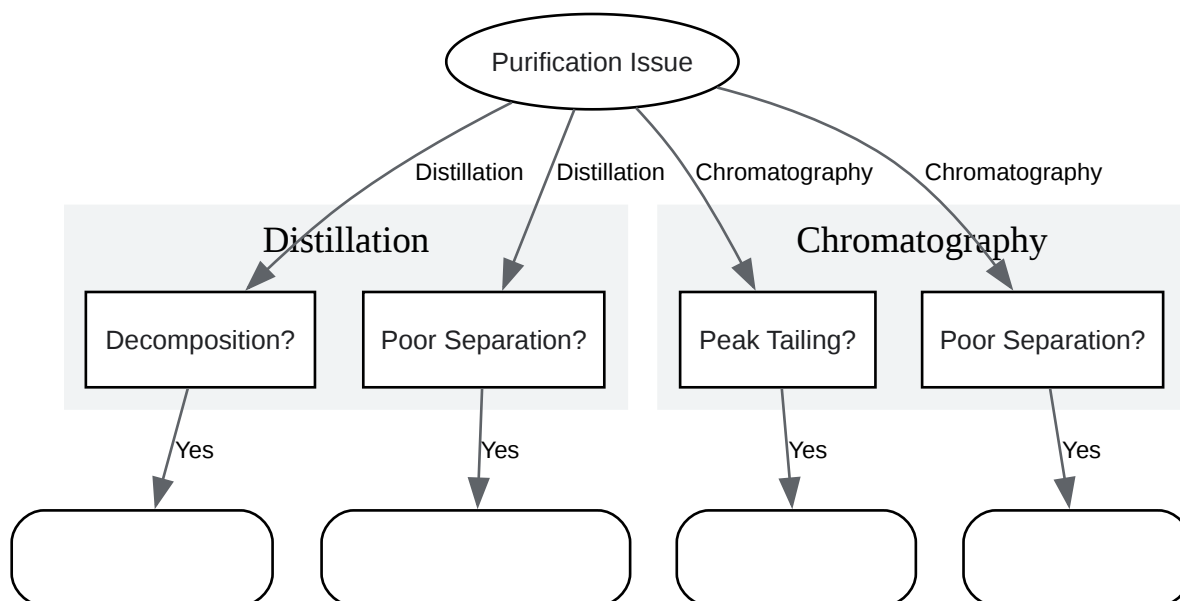 Purification Issue
Distillation
Distillation
Chromatography
Chromatography
Distillation
Chromatography
Decomposition?
Poor Separation?
Peak Tailing?
Poor Separation?
Yes
Yes
Yes
Yes